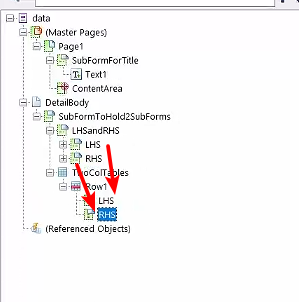 data
(Master Pages)
Page1
SubFormForTitle
Text1
ContentArea
DetailBody
SubFormToHold2SubForms
LHSandRHS
LHS
RHS
TwoColTables
Row1
LHS
RHS
(Referenced Objects)